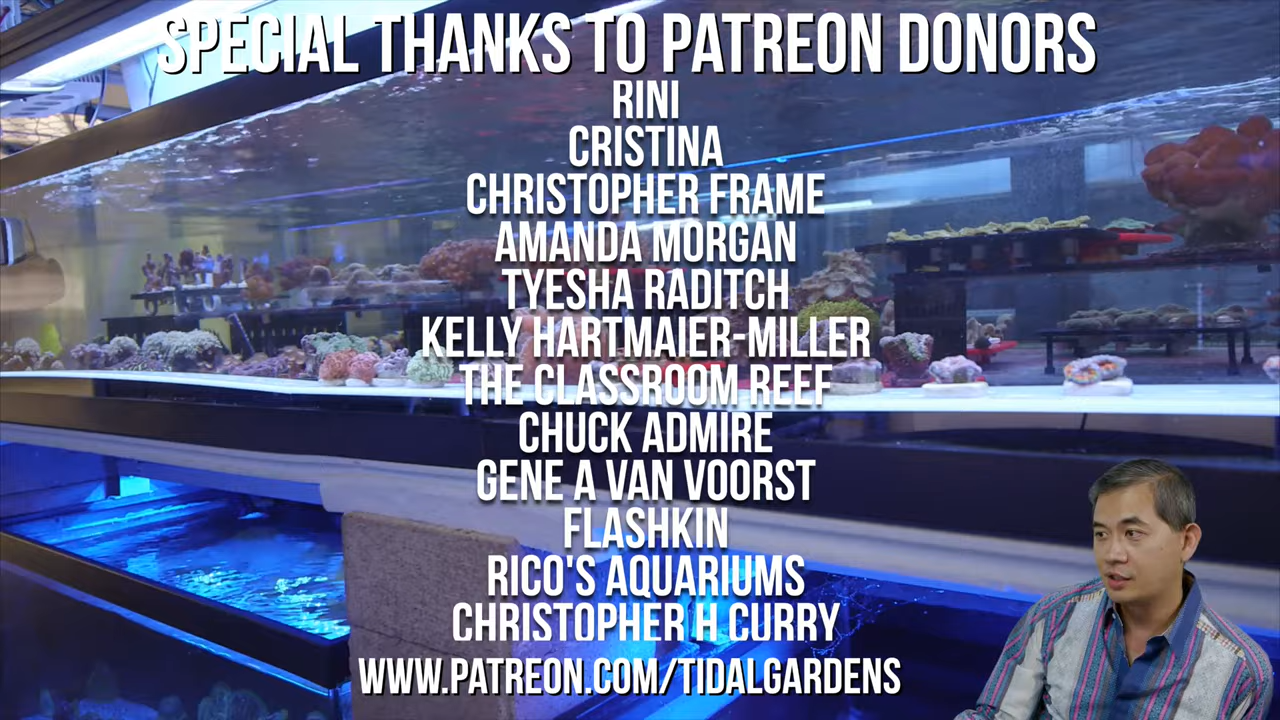 SPECIAL THANKS TO PATREON DONORS
RINI
CRISTINA
CHRISTOPHER FRAME
AMANDA MORGAN
TYESHA RADITCH
KELLY HARTMAIER-MILLER
THE CLASSROOM REEF
CHUCK ADMIRE
GENE A VAN VOORST
FLASHKIN
RICO'S AQUARIUMS
CHRISTOPHER H CURRY
WWW.PATREON.COM/TIDALGARDENS